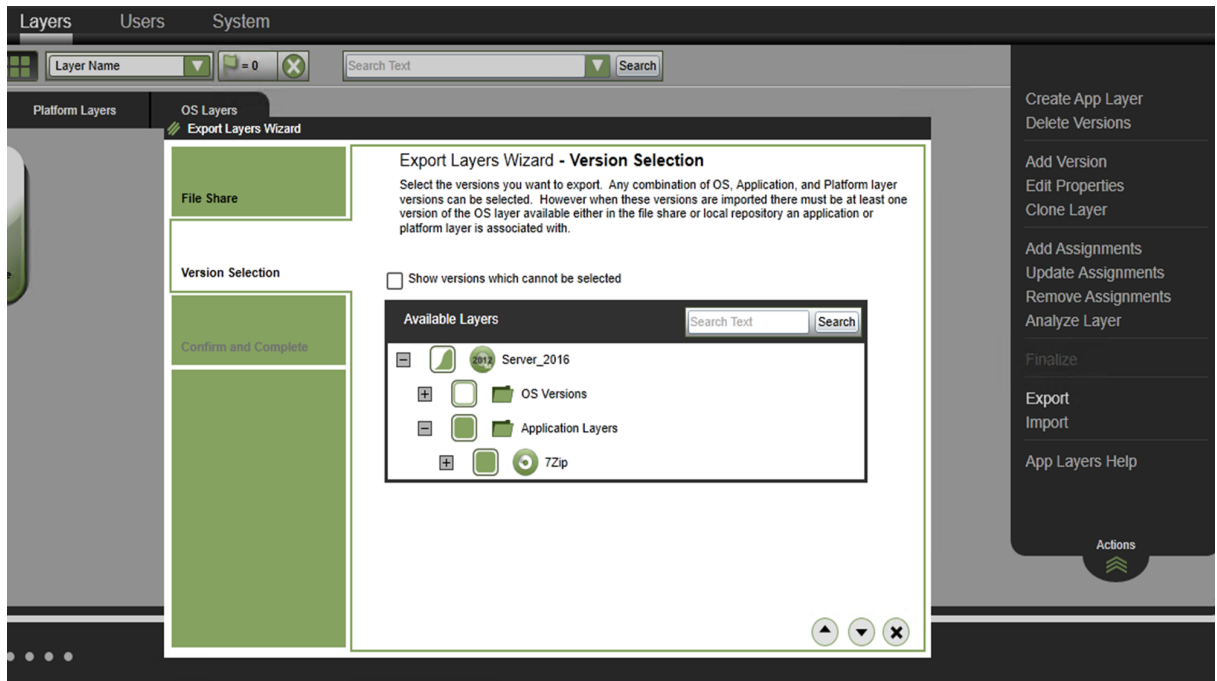 Layers Users System
Layer Name
= 0
Search Text
Search
Platform Layers
OS Layers
Export Layers Wizard
File Share
Version Selection
Confirm and Complete
Export Layers Wizard - Version Selection
Select the versions you want to export. Any combination of OS, Application, and Platform layer
versions can be selected. However when these versions are imported there must be at least one
version of the OS layer available either in the file share or local repository an application or
platform layer is associated with.
Show versions which cannot be selected
Available Layers
Search Text
Search
2012 Server_2016
OS Versions
Application Layers
7Zip
Create App Layer
Delete Versions
Add Version
Edit Properties
Clone Layer
Add Assignments
Update Assignments
Remove Assignments
Analyze Layer
Finalize
Export
Import
App Layers Help
Actions